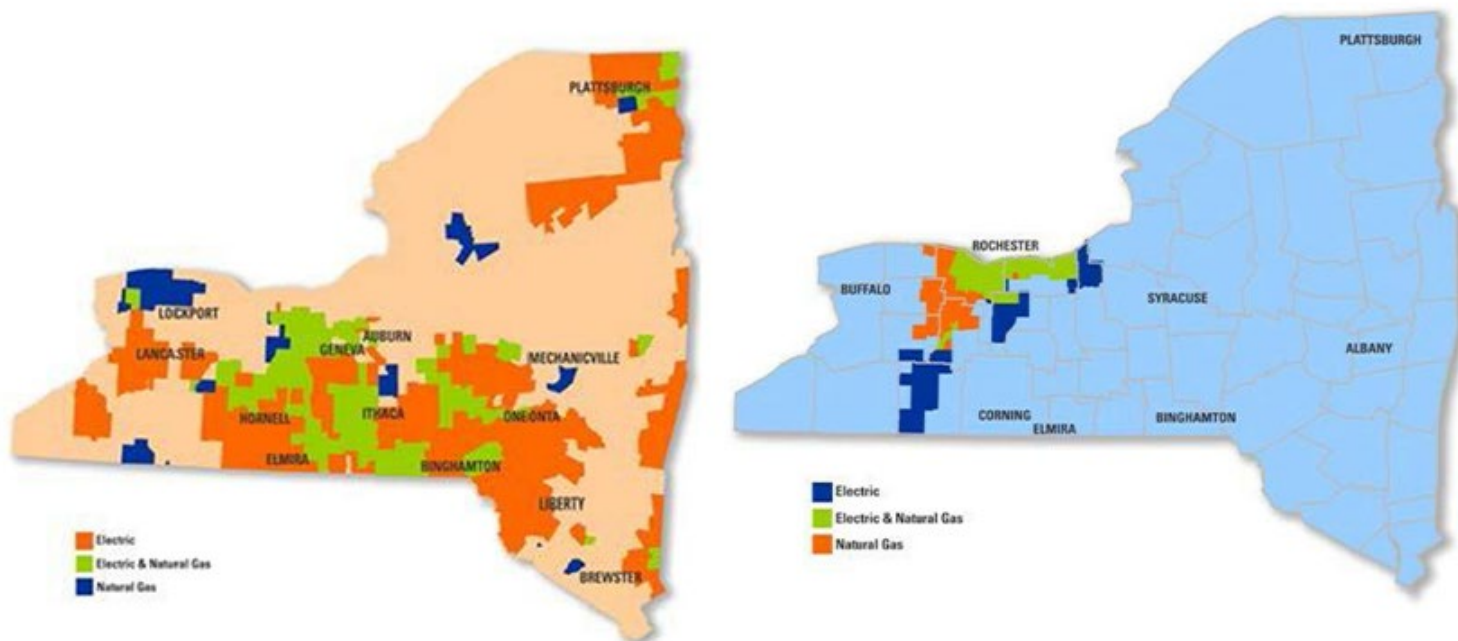 PLATTSBURGH
LOCKPORT
LANCASTER
AUBURN
GENEVA
MECHANICVILLE
HORNELL
ITHACA
ONEONTA
ELMIRA
BINGHAMTON
LIBERTY
BREWSTER
Electric
Electric & Natural Gas
Natural Gas
PLATTSBURGH
ROCHESTER
BUFFALO
SYRACUSE
ALBANY
CORNING
ELMIRA
BINGHAMTON
Electric
Electric & Natural Gas
Natural Gas